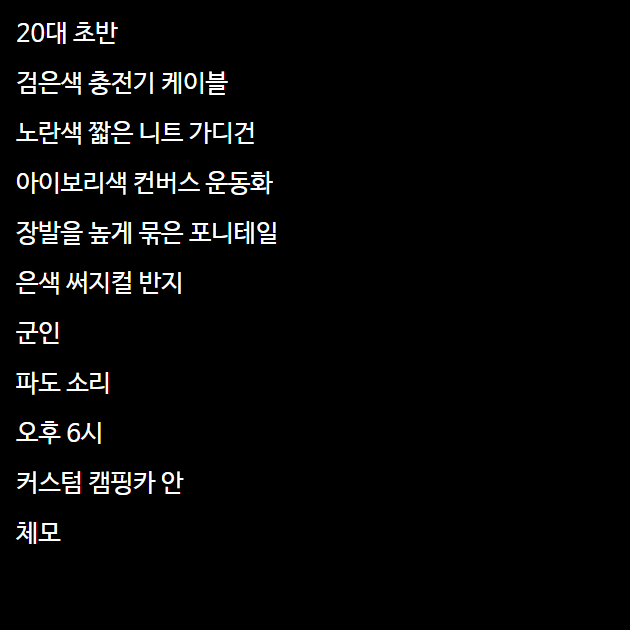 20대 초반
검은색 충전기 케이블
노란색 짧은 니트 가디건
아이보리색 컨버스 운동화
장발을 높게 묶은 포니테일
은색 써지컬 반지
군인
파도 소리
오후 6시
커스텀 캠핑카 안
체모